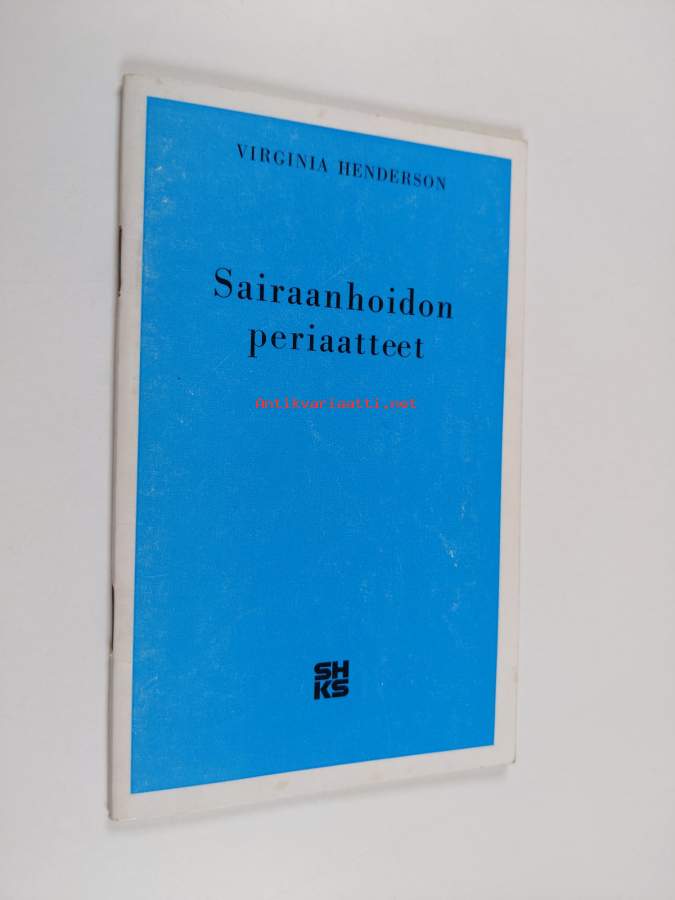 VIRGINIA HENDERSON
Sairaanhoidon
periaatteet
Antikvariaatti.net
SH
KS